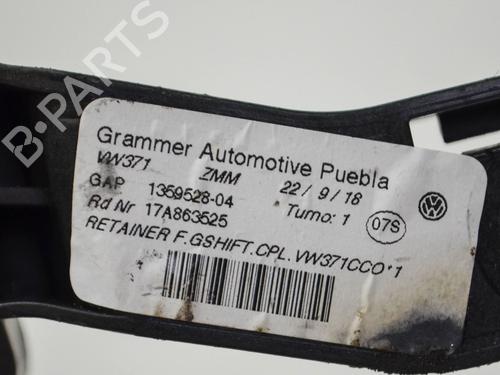 B-PARTS
Grammer Automotive Puebla
VW371 ZMM 22/9/18
GAP 1359528-04 Turno: 1 07S
Rd Nr 17A863525
RETAINER F.GSHIFT.CPL.VW371CCO*1